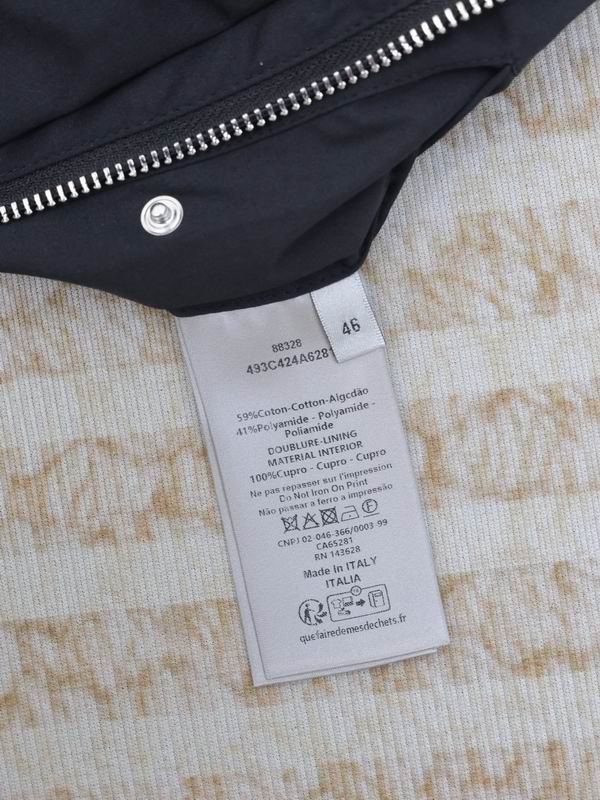 46
88328
493C424A6281
59%Coton-Cotton-Algcdão
41%Polyamide - Polyamide -
Poliamide
DOUBLURE-LINING
MATERIAL INTERIOR
100%Cupro - Cupro - Cupro
Ne pas repasser sur l'impression
Do Not Iron On Print
Não passar a ferro a impressão
CNPJ 02-046-366/0003-99
CA65281
RN 143628
Made In ITALY
ITALIA
quefairedemesdechets.fr